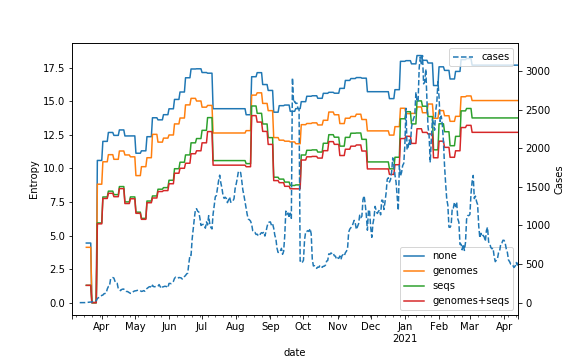 cases
17.5
15.0
12.5
10.0
7.5
5.0
2.5
0.0
Entropy
3000
2500
2000
1500
1000
500
0
Cases
none
genomes
seqs
genomes+seqs
Apr May Jun Jul Aug Sep Oct Nov Dec Jan Feb Mar Apr
2021
date